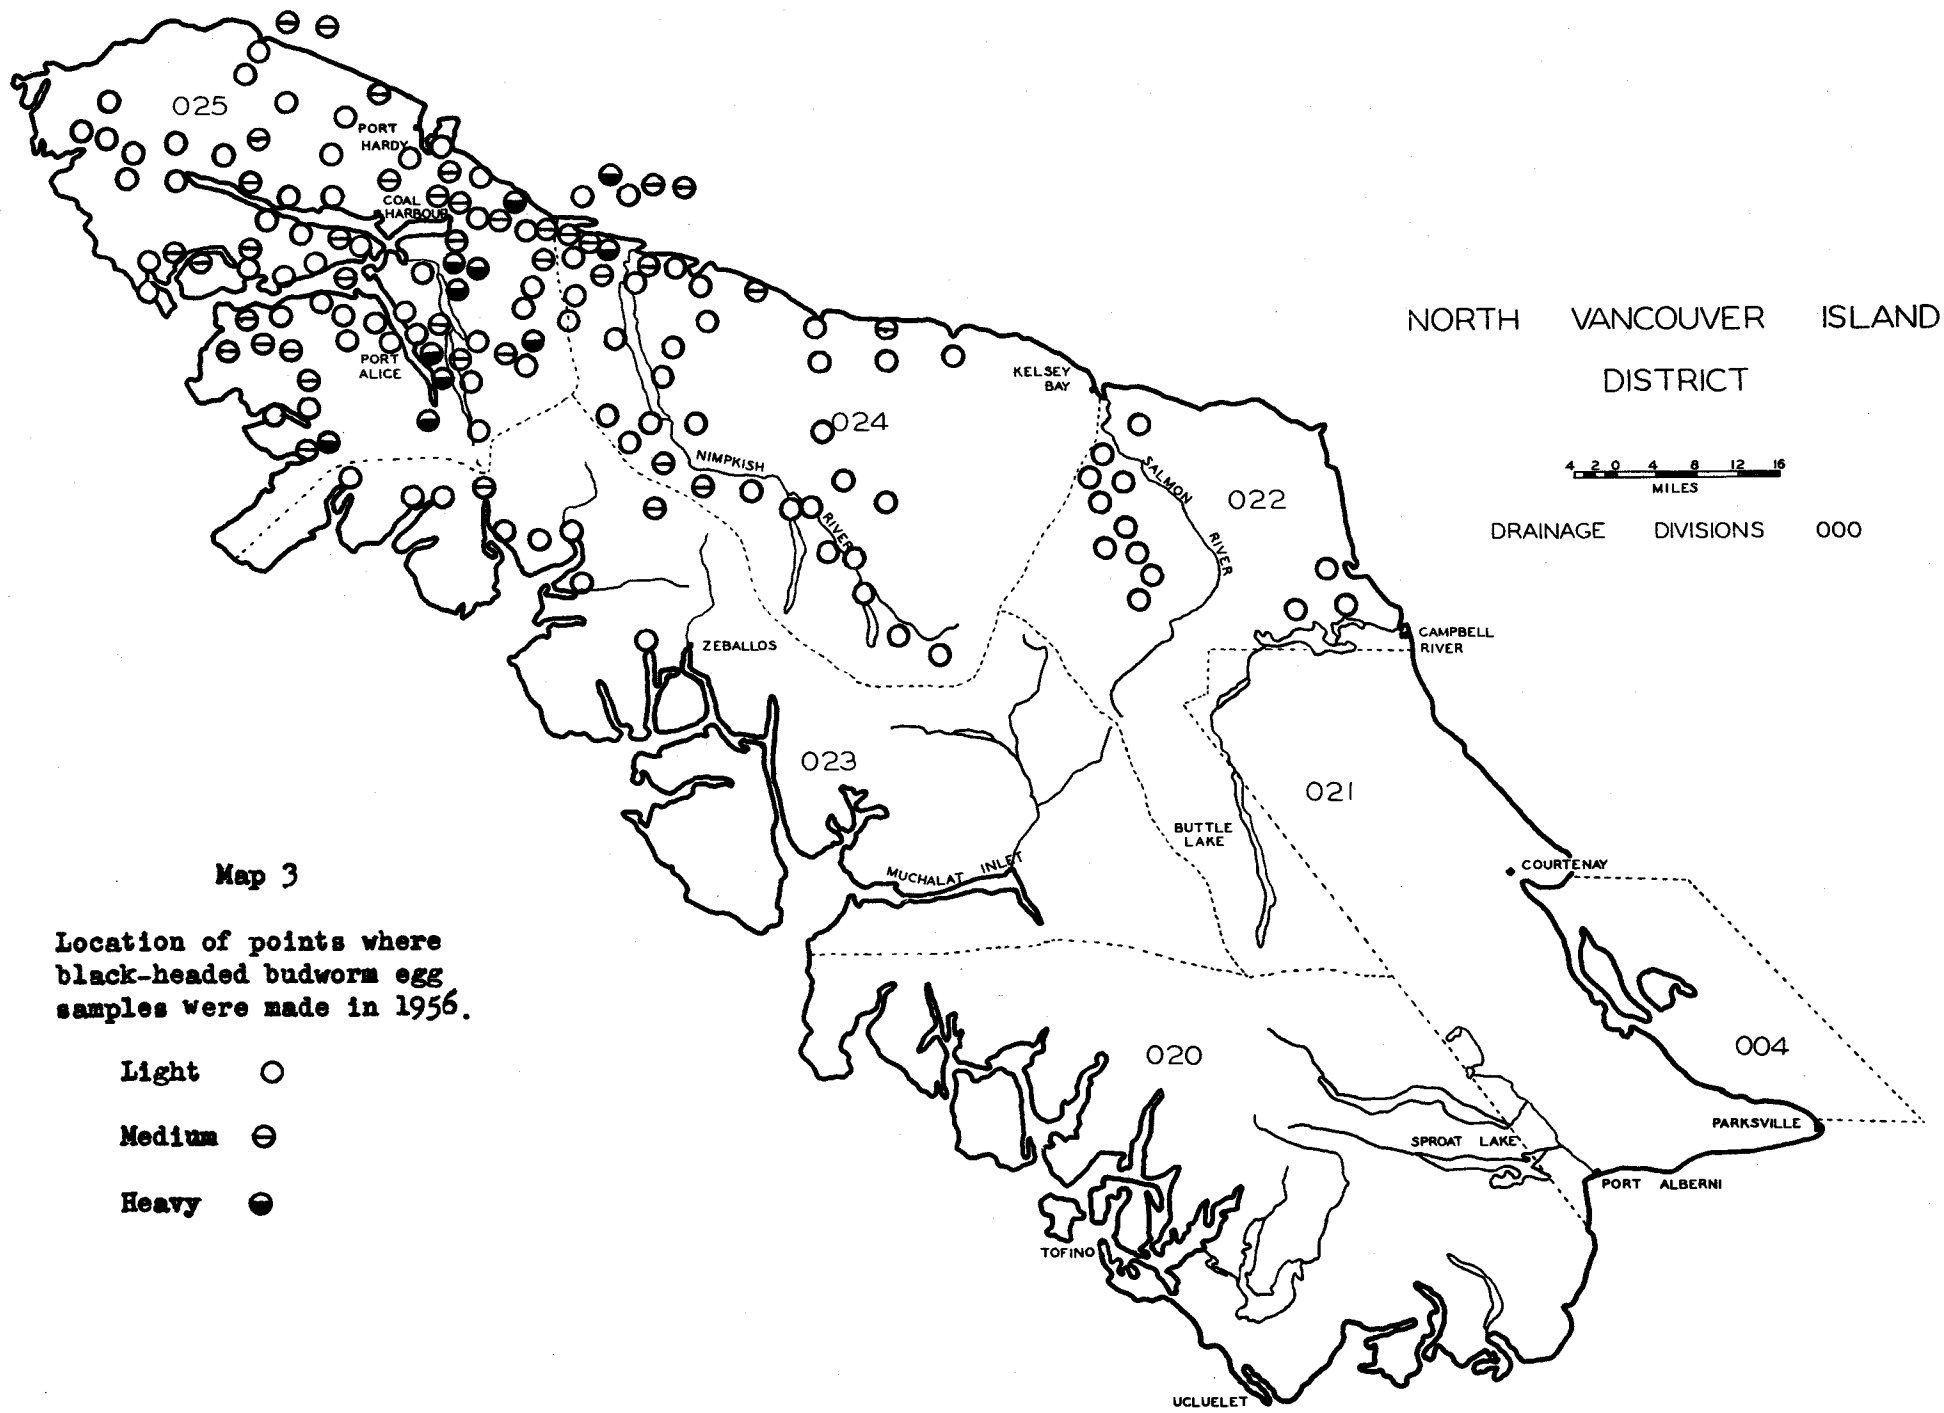 025
PORT
HARDY
COAL
HARBOUR
PORT
ALICE
NORTH VANCOUVER ISLAND
DISTRICT
KELSEY
BAY
024
4 2 0 4 8 12 16
MILES
NIMPKISH
RIVER
SALMON
RIVER
022
DRAINAGE DIVISIONS 000
CAMPBELL
RIVER
ZEBALLOS
023
021
BUTTLE
LAKE
MUCHALAT INLET
COURTENAY
Map 3
Location of points where
black-headed budworm egg
samples were made in 1956.
Light
Medium
Heavy
020
004
PARKSVILLE
SPROAT LAKE
PORT ALBERNI
TOFINO
UCLUELET